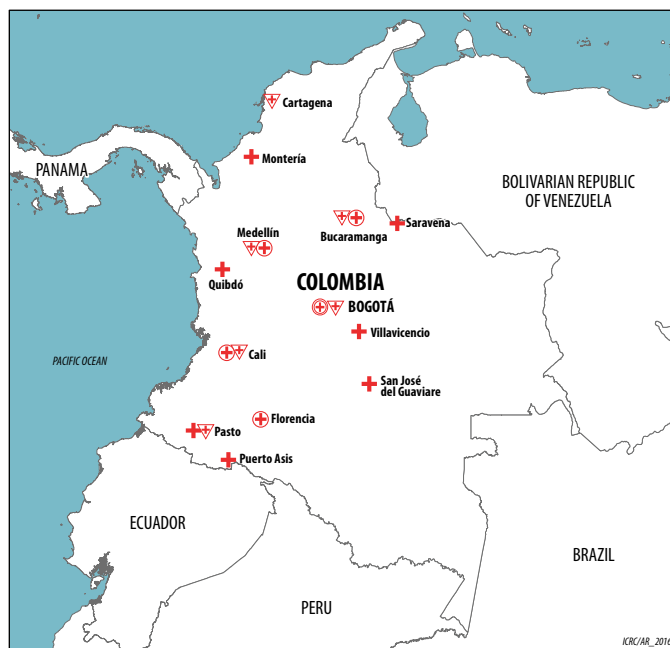 Cartagena
Montería
PANAMA
BOLIVARIAN REPUBLIC
OF VENEZUELA
Saravena
Bucaramanga
Medellín
Quibdó
COLOMBIA
BOGOTÁ
Villavicencio
PACIFIC OCEAN
Cali
San José
del Guaviare
Florencia
Pasto
Puerto Asis
ECUADOR
BRAZIL
PERU
ICRC/AR_2016